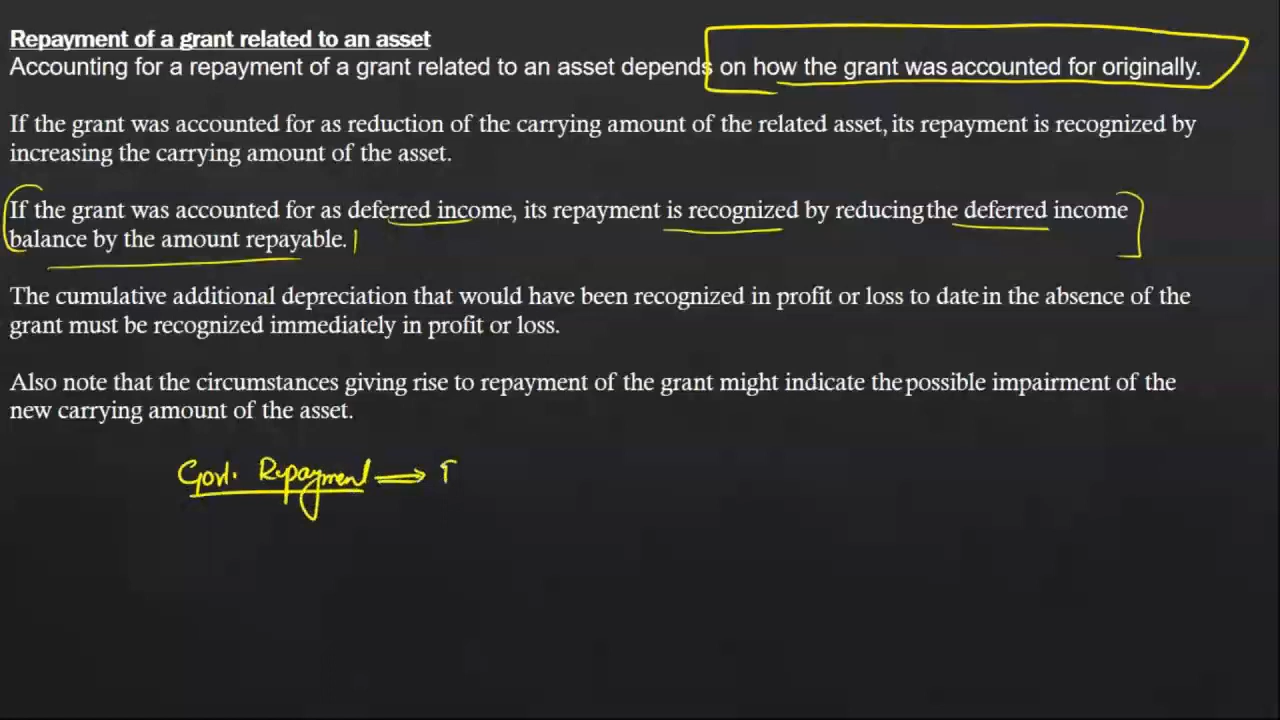 Repayment of a grant related to an asset
Accounting for a repayment of a grant related to an asset depends on how the grant was accounted for originally.
If the grant was accounted for as reduction of the carrying amount of the related asset, its repayment is recognized by
increasing the carrying amount of the asset.
If the grant was accounted for as deferred income, its repayment is recognized by reducing the deferred income
balance by the amount repayable.
The cumulative additional depreciation that would have been recognized in profit or loss to date in the absence of the
grant must be recognized immediately in profit or loss.
Also note that the circumstances giving rise to repayment of the grant might indicate the possible impairment of the
new carrying amount of the asset.
Govt. Repayment ⇒